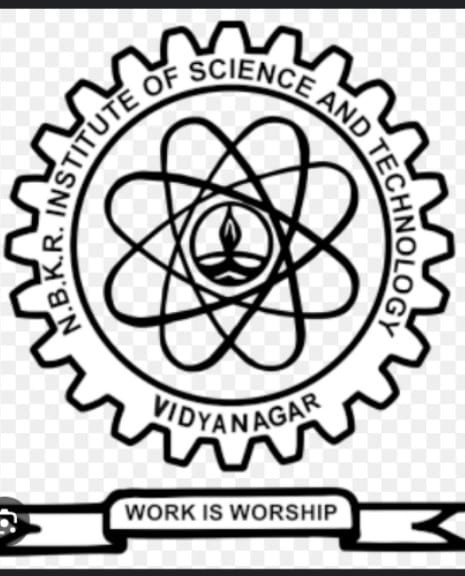 N.B.K.R. INSTITUTE OF SCIENCE AND TECHNOLOGY
VIDYANAGAR
WORK IS WORSHIP